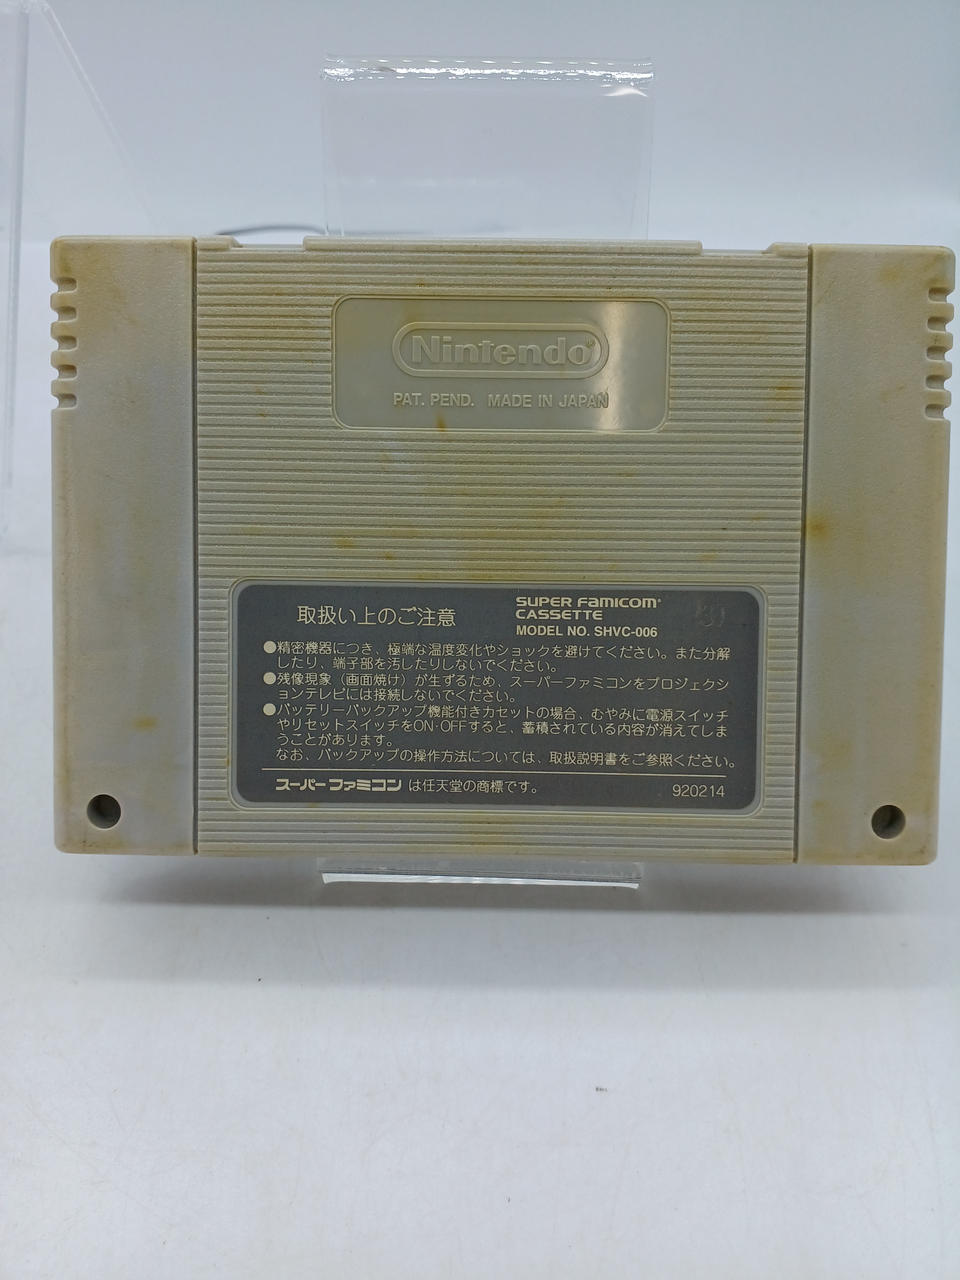 Nintendo®
PAT. PEND. MADE IN JAPAN
取扱い上のご注意
SUPER FAMICOM®
CASSETTE
MODEL NO. SHVC-006
●精密機器につき、極端な温度変化やショックを避けてください。また分解
したり、端子部を汚したりしないでください。
●残像現象（画面焼け）が生ずるため、スーパーファミコンをプロジェクシ
ョンテレビには接続しないでください。
●バッテリーバックアップ機能付きカセットの場合、むやみに電源スイッチ
やリセットスイッチをON·OFFすると、蓄積されている内容が消えてしま
うことがあります。
なお、バックアップの操作方法については、取扱説明書をご参照ください。
スーパーファミコン は任天堂の商標です。
920214